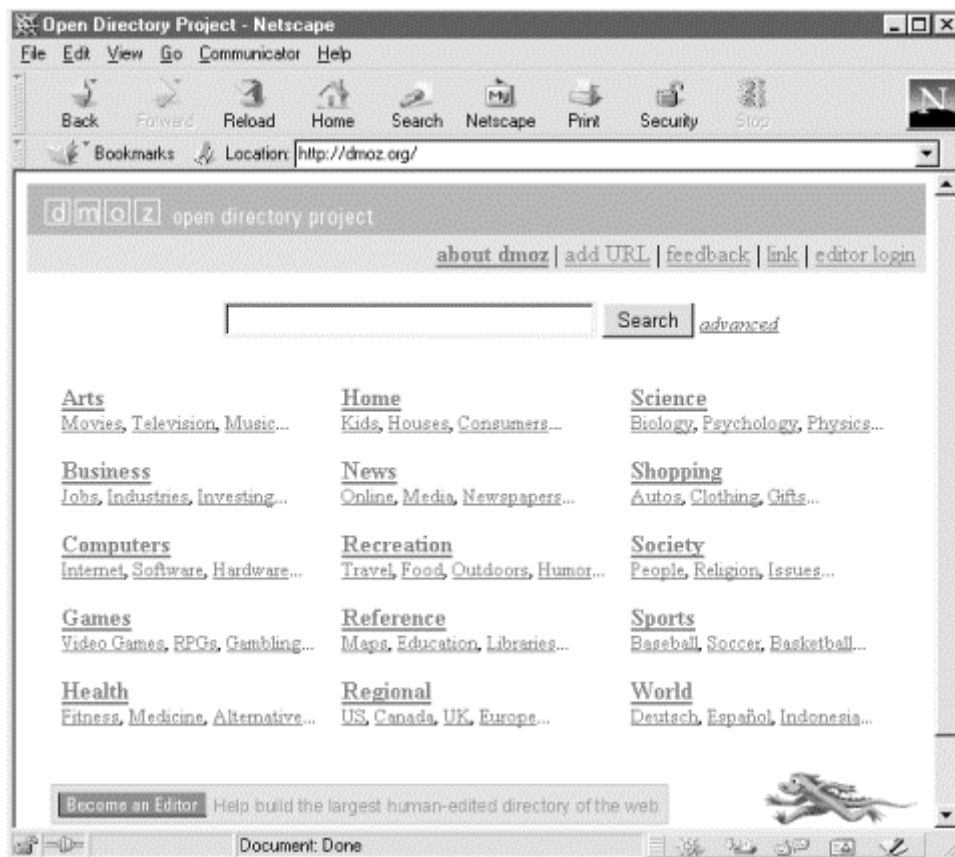 Open Directory Project - Netscape
File Edit View Go Communicator Help
Back Forward Reload Home Search Netscape Print Security Stop
Bookmarks Location: http://dmoz.org/
dmoz open directory project
about dmoz | add URL | feedback | link | editor login
Search advanced
Arts Home Science
Movies, Television, Music... Kids, Houses, Consumers... Biology, Psychology, Physics...
Business News Shopping
Jobs, Industries, Investing... Online, Media, Newspapers... Autos, Clothing, Gifts...
Computers Recreation Society
Internet, Software, Hardware... Travel, Food, Outdoors, Humor... People, Religion, Issues...
Games Reference Sports
Video Games, RPGs, Gambling... Maps, Education, Libraries... Baseball, Soccer, Basketball...
Health Regional World
Fitness, Medicine, Alternative... US, Canada, UK, Europe... Deutsch, Español, Indonesia...
Become an Editor Help build the largest human-edited directory of the web
Document: Done